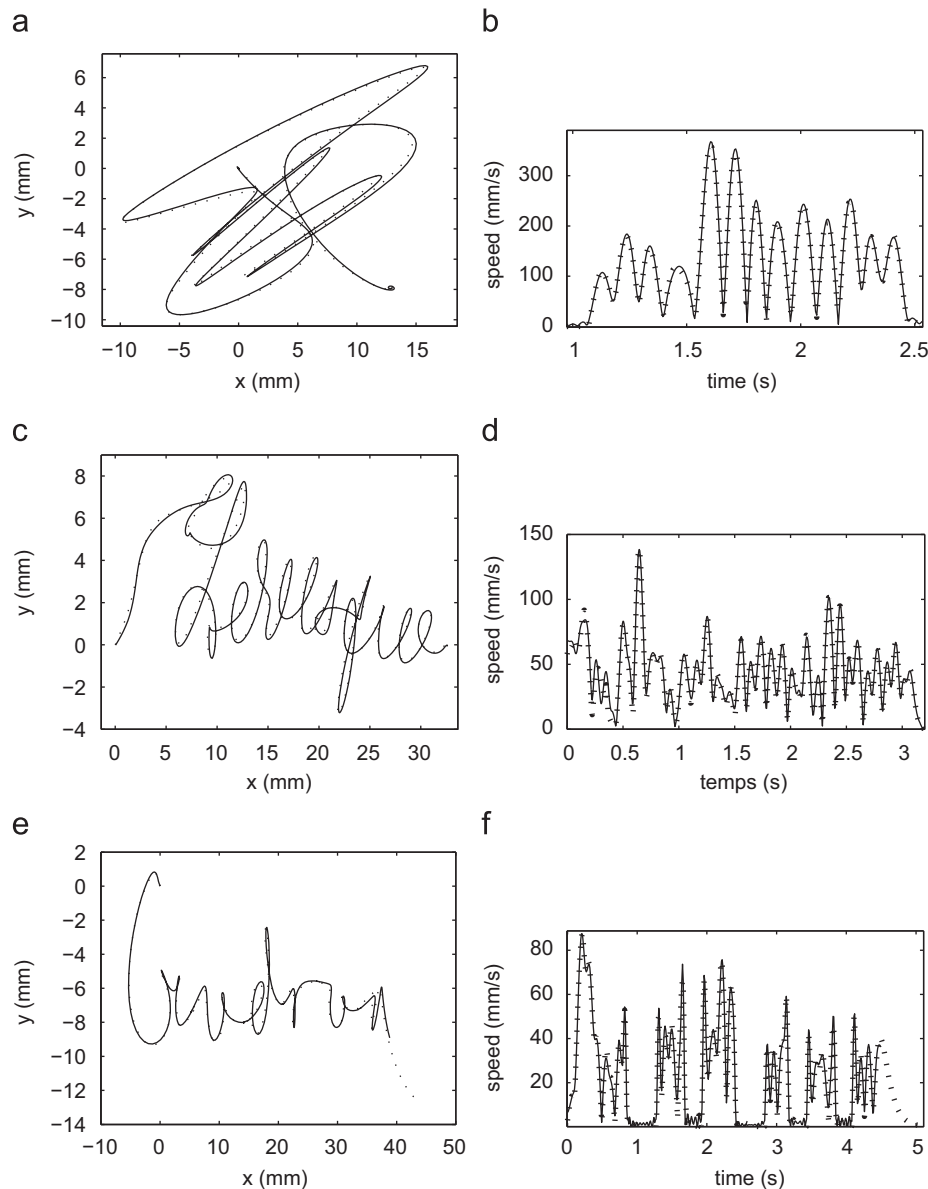 a
b
y (mm)
6
4
2
0
−2
−4
−6
−8
−10
−10 −5 0 5 10 15
x (mm)
speed (mm/s)
300
200
100
0
1 1.5 2 2.5
time (s)
c
d
y (mm)
8
6
4
2
0
−2
−4
0 5 10 15 20 25 30
x (mm)
speed (mm/s)
150
100
50
0
0 0.5 1 1.5 2 2.5 3
temps (s)
e
f
y (mm)
2
0
−2
−4
−6
−8
−10
−12
−14
−10 0 10 20 30 40 50
x (mm)
speed (mm/s)
80
60
40
20
0 1 2 3 4 5
time (s)